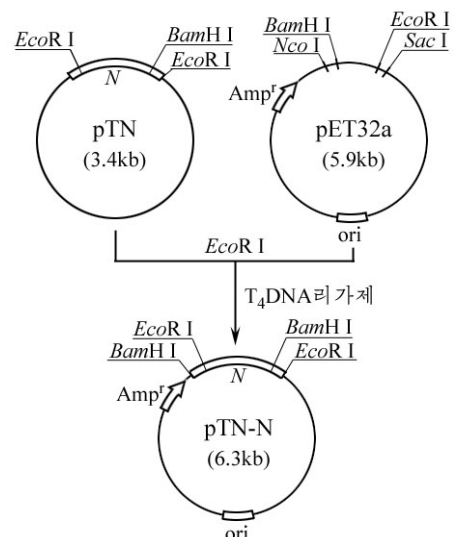 EcoR I
BamH I
EcoR I
N
pTN
(3.4kb)
BamH I
Nco I
EcoR I
Sac I
Ampʳ
pET32a
(5.9kb)
ori
EcoR I
T₄DNA리가제
EcoR I
BamH I
BamH I
EcoR I
N
Ampʳ
pTN-N
(6.3kb)
ori